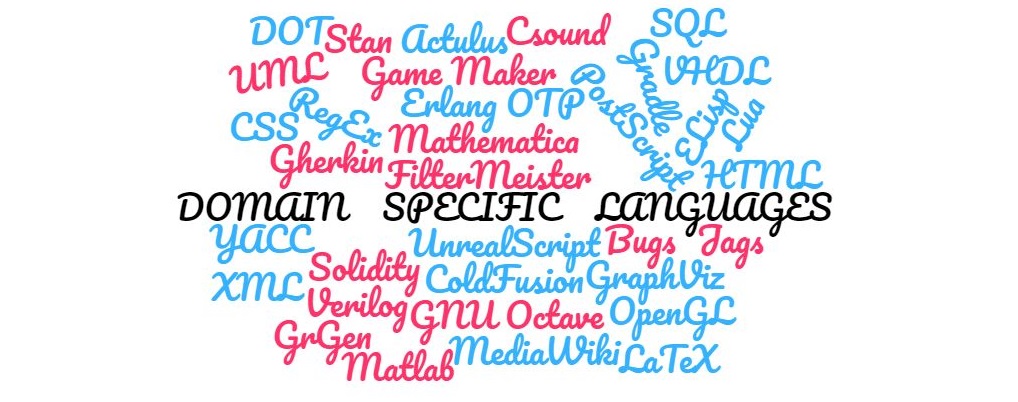 DOT Stan Actulus Csound SQL
UML Game Maker PostScript Gradle VHDL
CSS RegEx Erlang OTP CLisp Lua
Mathematica
Gherkin FilterMeister HTML
DOMAIN SPECIFIC LANGUAGES
YACC UnrealScript Bugs Jags
XML Solidity ColdFusion GraphViz
Verilog GNU Octave OpenGL
GrGen
Matlab MediaWiki LaTeX